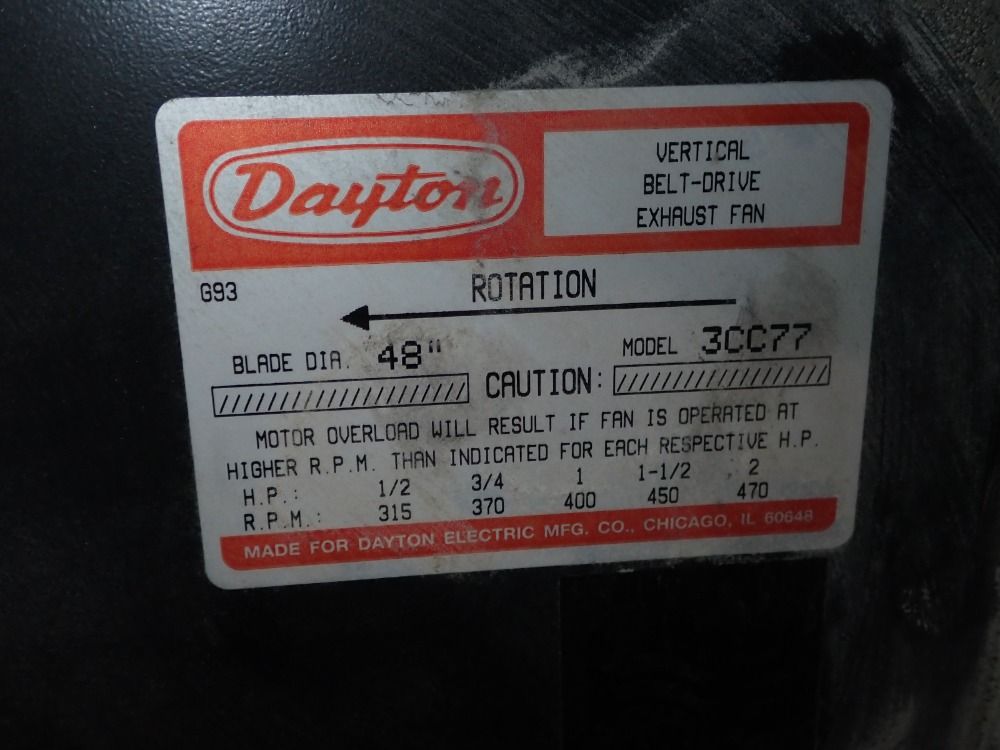 Dayton
VERTICAL
BELT-DRIVE
EXHAUST FAN
G93
ROTATION
BLADE DIA. 48"
MODEL 3CC77
CAUTION:
MOTOR OVERLOAD WILL RESULT IF FAN IS OPERATED AT
HIGHER R.P.M. THAN INDICATED FOR EACH RESPECTIVE H.P.
H.P.: 1/2 3/4 1 1-1/2 2
R.P.M.: 315 370 400 450 470
MADE FOR DAYTON ELECTRIC MFG. CO., CHICAGO, IL 60648